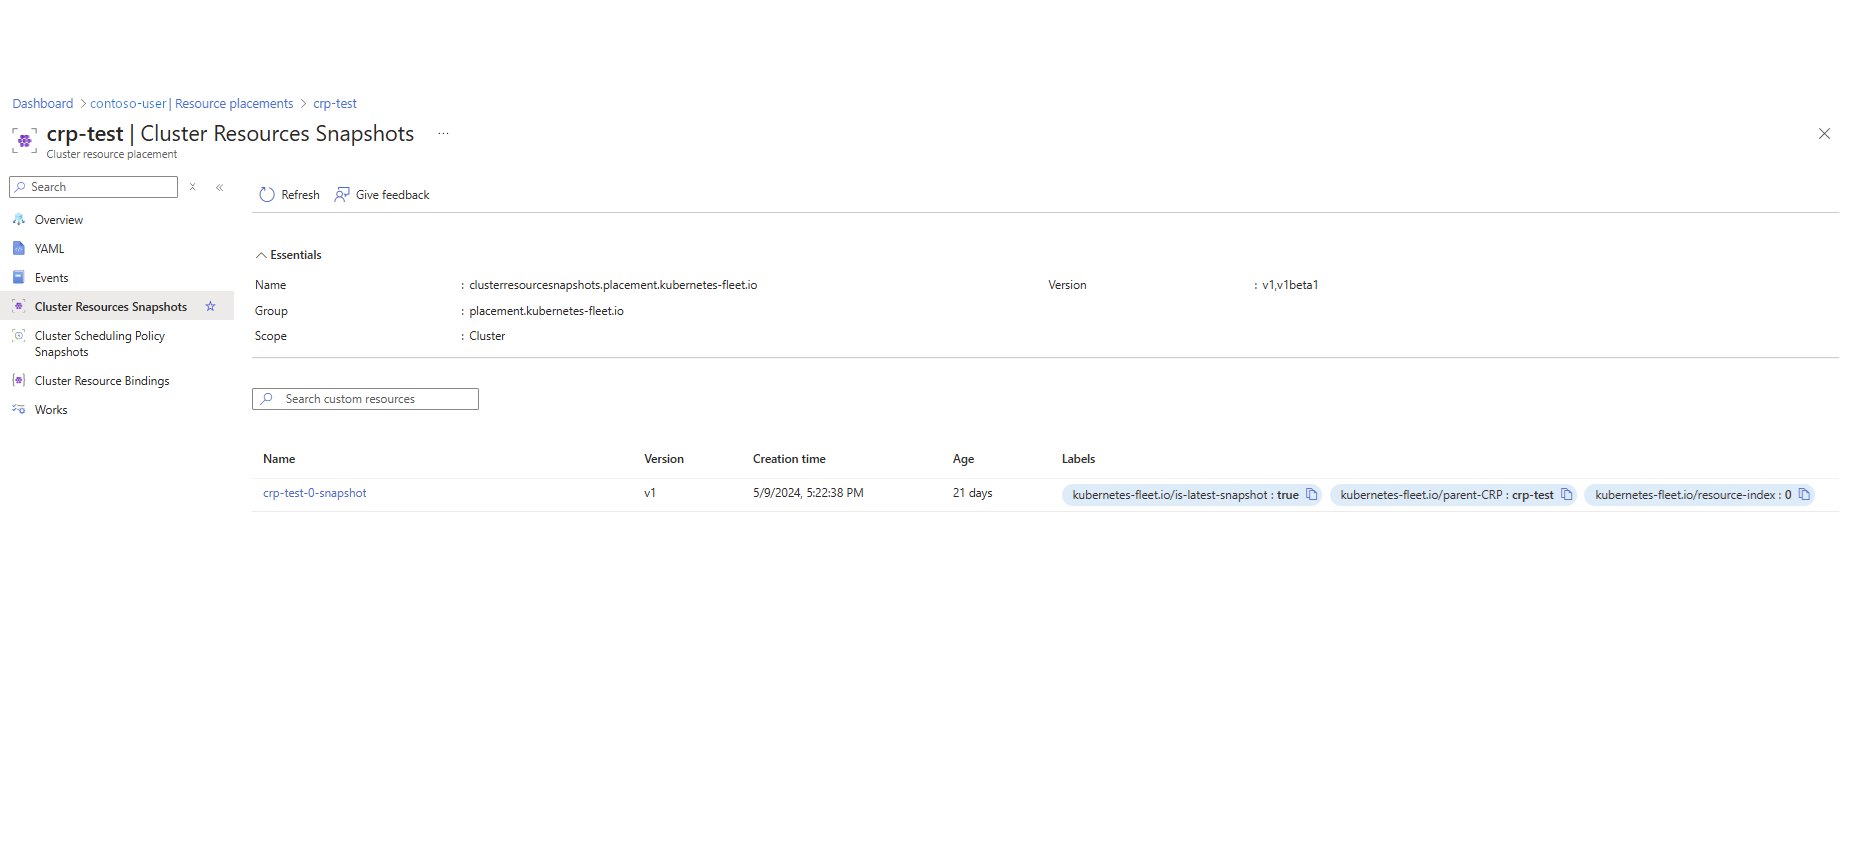 Dashboard > contoso-user | Resource placements > crp-test
crp-test | Cluster Resources Snapshots ...
Cluster resource placement
Search
Overview
YAML
Events
Cluster Resources Snapshots
Cluster Scheduling Policy
Snapshots
Cluster Resource Bindings
Works
Refresh Give feedback
Essentials
Name : clusterresourcesnapshots.placement.kubernetes-fleet.io Version : v1,v1beta1
Group : placement.kubernetes-fleet.io
Scope : Cluster
Search custom resources
Name Version Creation time Age Labels
crp-test-0-snapshot v1 5/9/2024, 5:22:38 PM 21 days kubernetes-fleet.io/is-latest-snapshot : true kubernetes-fleet.io/parent-CRP : crp-test kubernetes-fleet.io/resource-index : 0